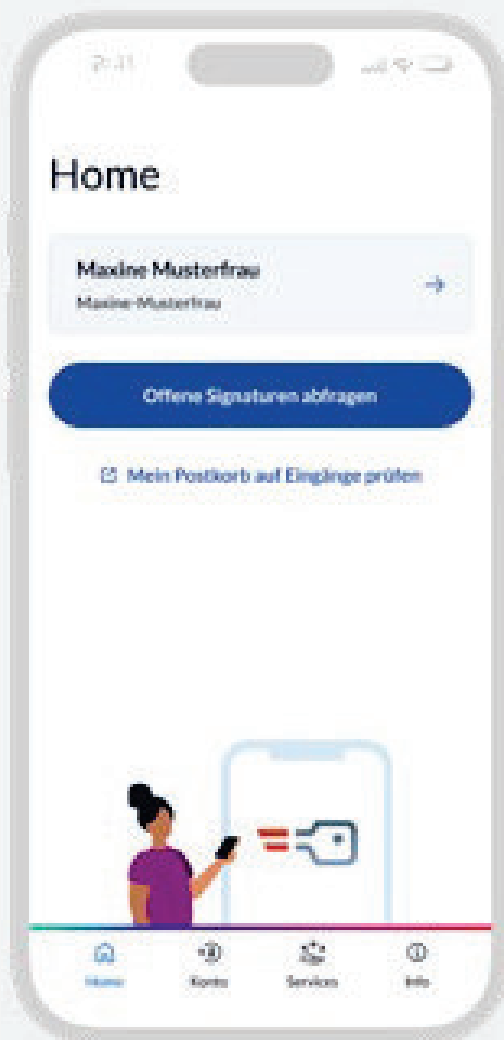 Home
Maxine Musterfrau
Maxine-Musterfrau
Offene Signaturen abfragen
Mein Postkorb auf Eingänge prüfen
Home
Konto
Services
Info